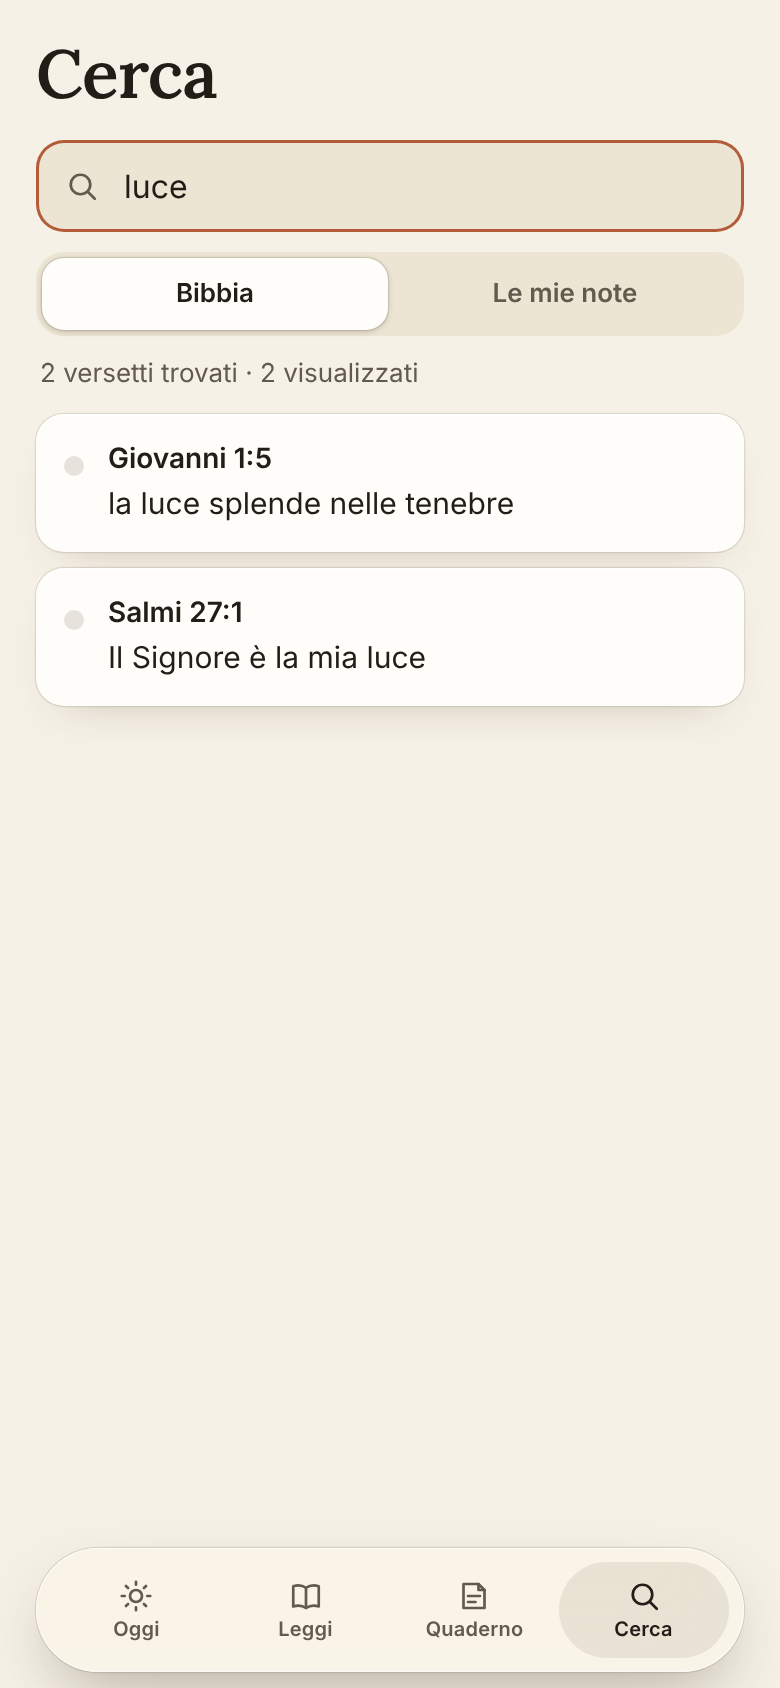 Cerca
luce
Bibbia
Le mie note
2 versetti trovati · 2 visualizzati
Giovanni 1:5
la luce splende nelle tenebre
Salmi 27:1
Il Signore è la mia luce
Oggi
Leggi
Quaderno
Cerca